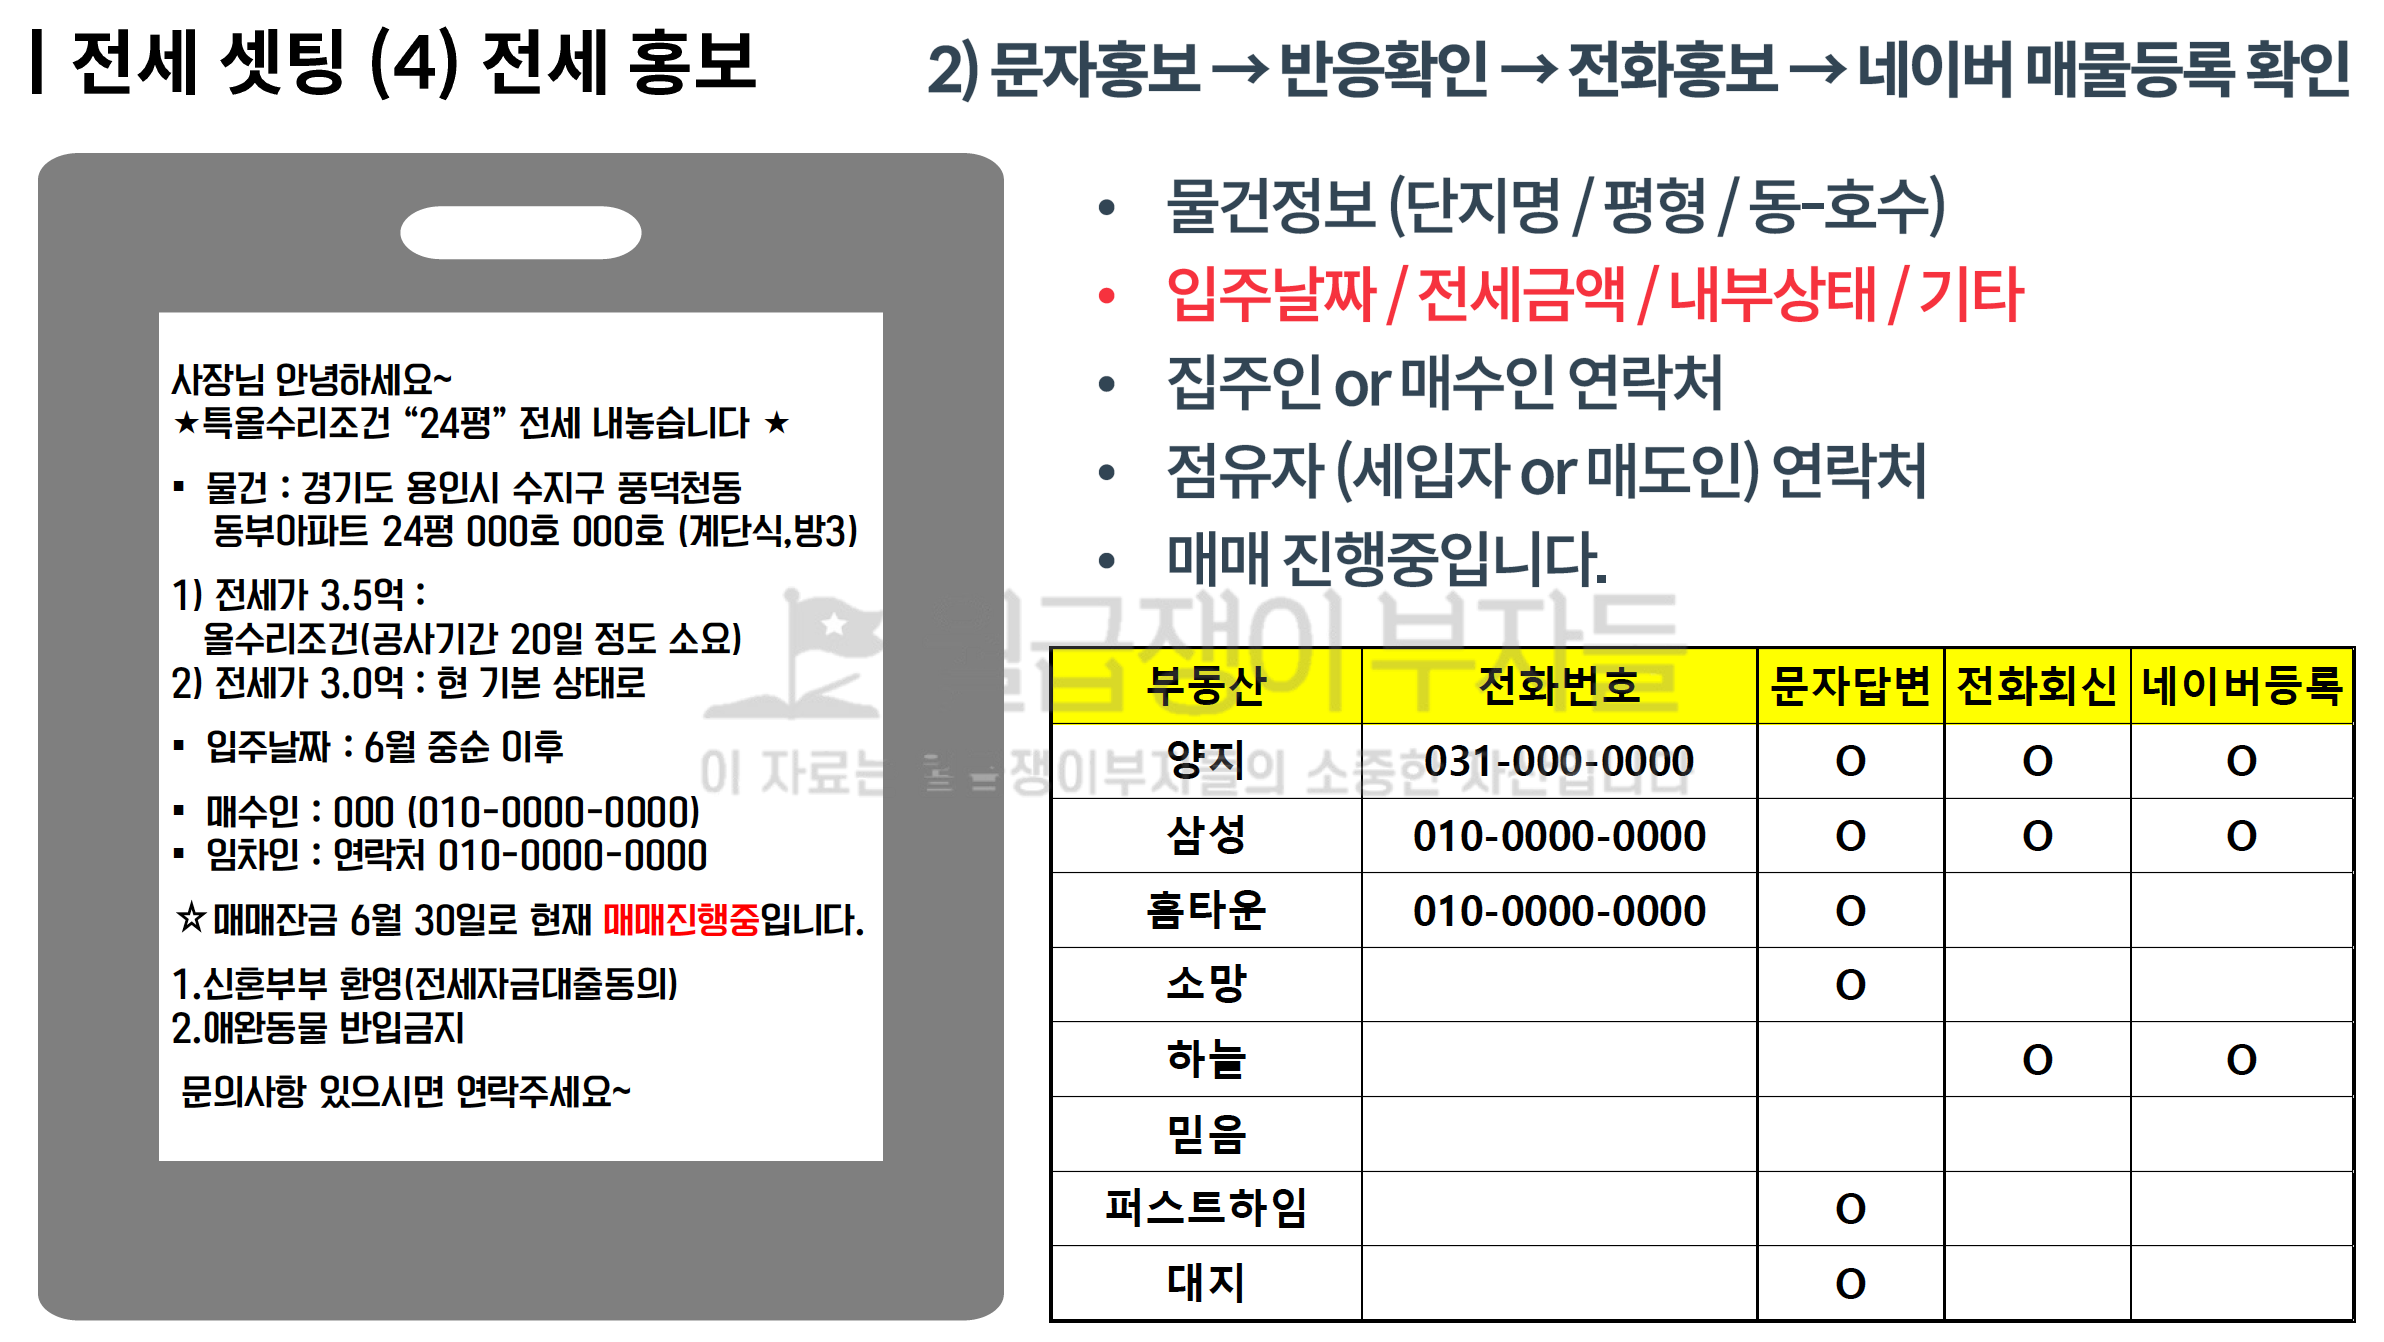 | 전세 셋팅 (4) 전세 홍보
2) 문자홍보 → 반응확인 → 전화홍보 → 네이버 매물등록 확인
사장님 안녕하세요~
★특올수리조건 “24평” 전세 내놓습니다 ★
▪ 물건 : 경기도 용인시 수지구 풍덕천동
동부아파트 24평 000호 000호 (계단식,방3)
1) 전세가 3.5억 :
올수리조건(공사기간 20일 정도 소요)
2) 전세가 3.0억 : 현 기본 상태로
▪ 입주날짜 : 6월 중순 이후
▪ 매수인 : 000 (010-0000-0000)
▪ 임차인 : 연락처 010-0000-0000
☆매매잔금 6월 30일로 현재 매매진행중입니다.
1.신혼부부 환영(전세자금대출동의)
2.애완동물 반입금지
문의사항 있으시면 연락주세요~
• 물건정보 (단지명 / 평형 / 동-호수)
• 입주날짜 / 전세금액 / 내부상태 / 기타
• 집주인 or 매수인 연락처
• 점유자 (세입자 or 매도인) 연락처
• 매매 진행중입니다.
부동산 전화번호 문자답변 전화회신 네이버등록
양지 031-000-0000 O O O
삼성 010-0000-0000 O O O
홈타운 010-0000-0000 O
소망 O
하늘 O O
믿음
퍼스트하임 O
대지 O
월급쟁이 부자들
이 자료는 월급쟁이부자들의 소중한 자산입니다